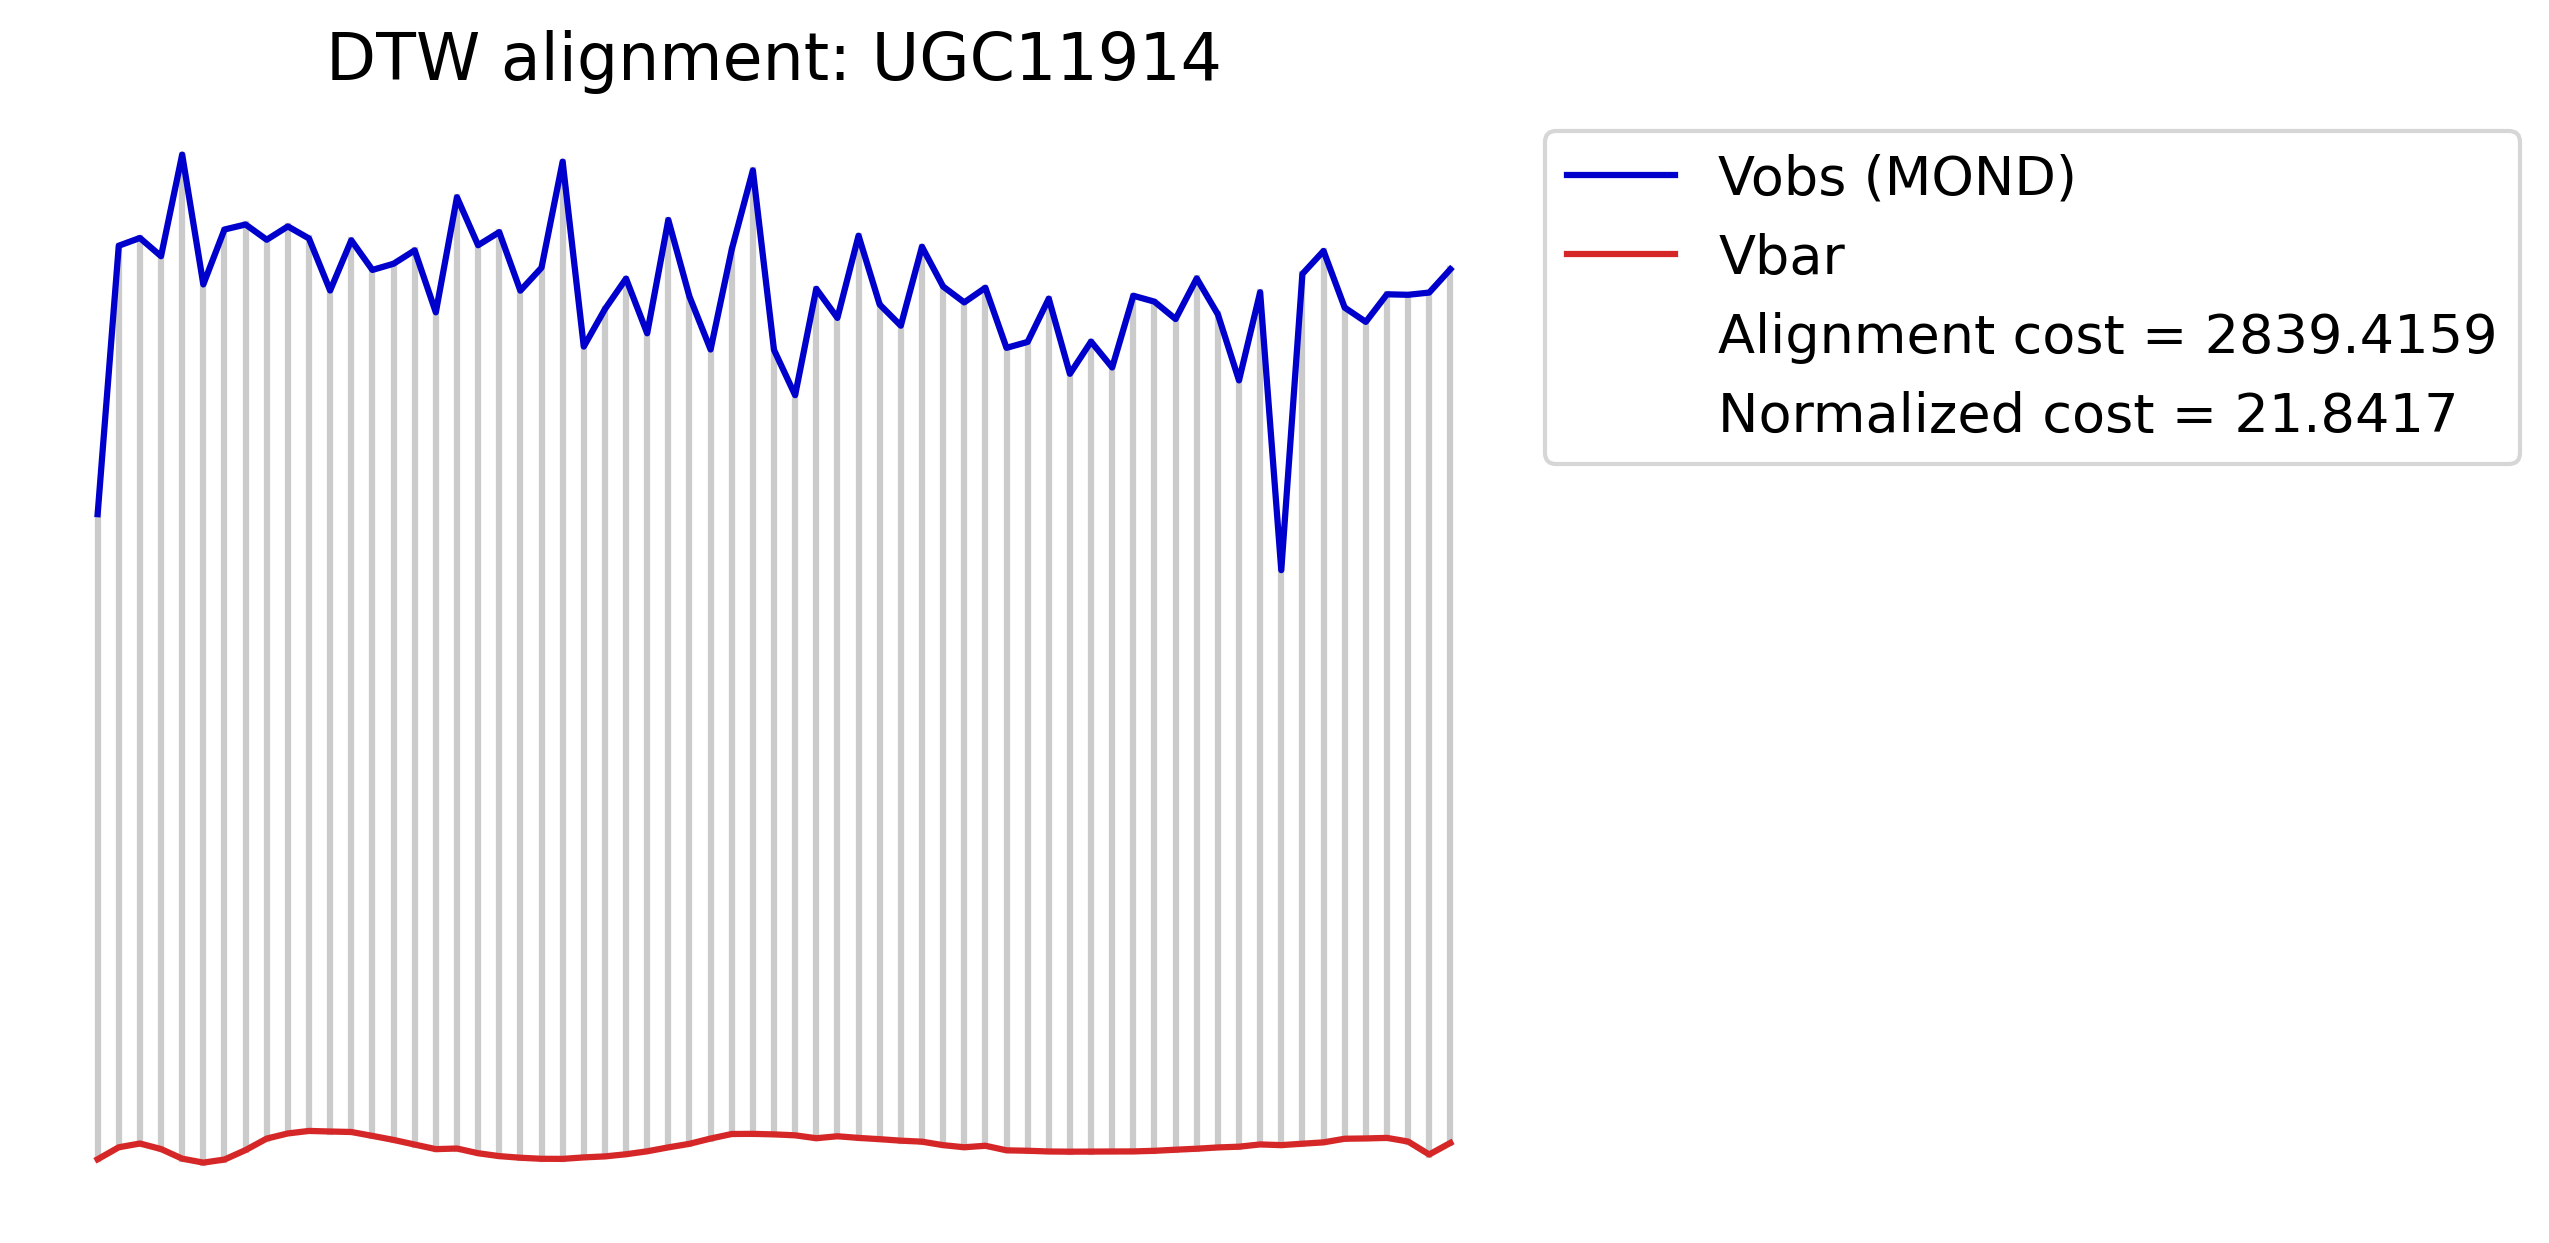 DTW alignment: UGC11914
Vobs (MOND)
Vbar
Alignment cost = 2839.4159
Normalized cost = 21.8417